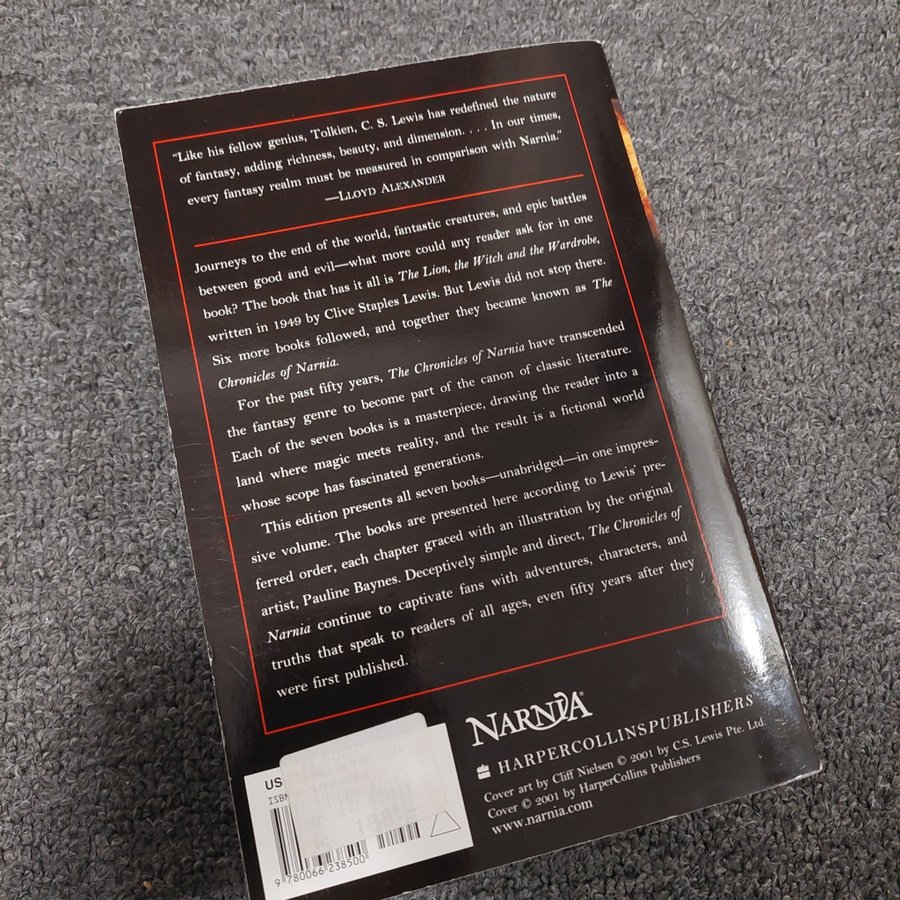 "Like his fellow genius, Tolkien, C. S. Lewis has redefined the nature
of fantasy, adding richness, beauty, and dimension. . . . In our times,
every fantasy realm must be measured in comparison with Narnia."
—LLOYD ALEXANDER
Journeys to the end of the world, fantastic creatures, and epic battles
between good and evil—what more could any reader ask for in one
book? The book that has it all is The Lion, the Witch and the Wardrobe,
written in 1949 by Clive Staples Lewis. But Lewis did not stop there.
Six more books followed, and together they became known as The
Chronicles of Narnia.
For the past fifty years, The Chronicles of Narnia have transcended
the fantasy genre to become part of the canon of classic literature.
Each of the seven books is a masterpiece, drawing the reader into a
land where magic meets reality, and the result is a fictional world
whose scope has fascinated generations.
This edition presents all seven books—unabridged—in one impres-
sive volume. The books are presented here according to Lewis' pre-
ferred order, each chapter graced with an illustration by the original
artist, Pauline Baynes. Deceptively simple and direct, The Chronicles of
Narnia continue to captivate fans with adventures, characters, and
truths that speak to readers of all ages, even fifty years after they
were first published.
NARNIA®
HARPERCOLLINSPUBLISHERS
Cover art by Cliff Nielsen © 2001 by C.S. Lewis Pte. Ltd.
Cover © 2001 by HarperCollins Publishers
www.narnia.com
US
ISBN
9 780066 238500